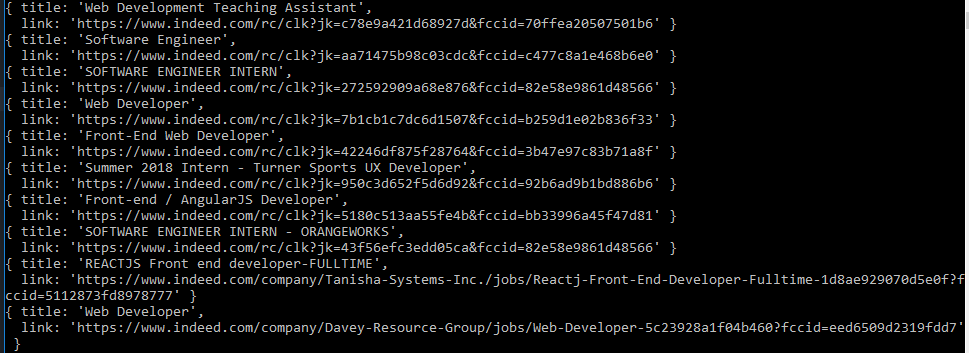 { title: 'Web Development Teaching Assistant',
  link: 'https://www.indeed.com/rc/clk?jk=c78e9a421d68927d&fccid=70ffea20507501b6' }
{ title: 'Software Engineer',
  link: 'https://www.indeed.com/rc/clk?jk=aa71475b98c03cdc&fccid=c477c8a1e468b6e0' }
{ title: 'SOFTWARE ENGINEER INTERN',
  link: 'https://www.indeed.com/rc/clk?jk=272592909a68e876&fccid=82e58e9861d48566' }
{ title: 'Web Developer',
  link: 'https://www.indeed.com/rc/clk?jk=7b1cb1c7dc6d1507&fccid=b259d1e02b836f33' }
{ title: 'Front-End Web Developer',
  link: 'https://www.indeed.com/rc/clk?jk=42246df875f28764&fccid=3b47e97c83b71a8f' }
{ title: 'Summer 2018 Intern - Turner Sports UX Developer',
  link: 'https://www.indeed.com/rc/clk?jk=950c3d652f5d6d92&fccid=92b6ad9b1bd886b6' }
{ title: 'Front-end / AngularJS Developer',
  link: 'https://www.indeed.com/rc/clk?jk=5180c513aa55fe4b&fccid=bb33996a45f47d81' }
{ title: 'SOFTWARE ENGINEER INTERN - ORANGEWORKS',
  link: 'https://www.indeed.com/rc/clk?jk=43f56efc3edd05ca&fccid=82e58e9861d48566' }
{ title: 'REACTJS Front end developer-FULLTIME',
  link: 'https://www.indeed.com/company/Tanisha-Systems-Inc./jobs/Reactj-Front-End-Developer-Fulltime-1d8ae929070d5e0f?f
ccid=5112873fd8978777' }
{ title: 'Web Developer',
  link: 'https://www.indeed.com/company/Davey-Resource-Group/jobs/Web-Developer-5c23928a1f04b460?fccid=eed6509d2319fdd7'
 }